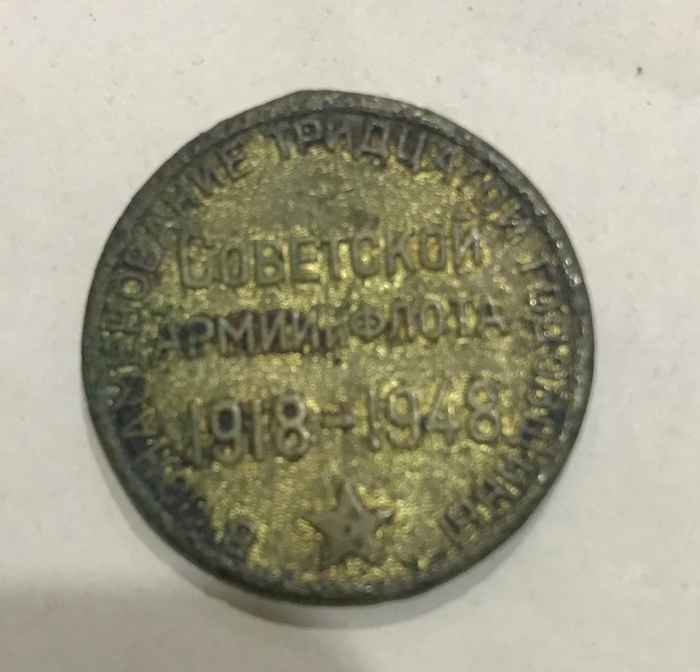 В ОЗНАМЕНОВАНИЕ ТРИДЦАТОЙ ГОДОВЩИНЫ
СОВЕТСКОЙ
АРМИИ И ФЛОТА
1918-1948